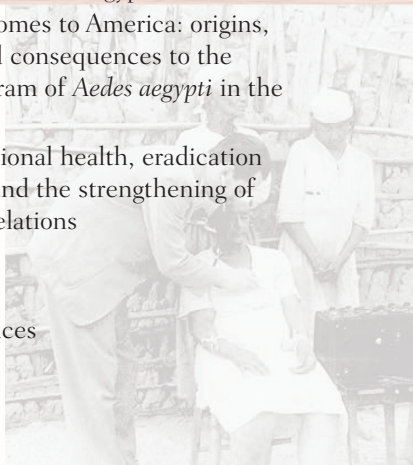 omes to America: origins,
consequences to the
ram of Aedes aegypti in the
ional health, eradication
nd the strengthening of
elations
ces